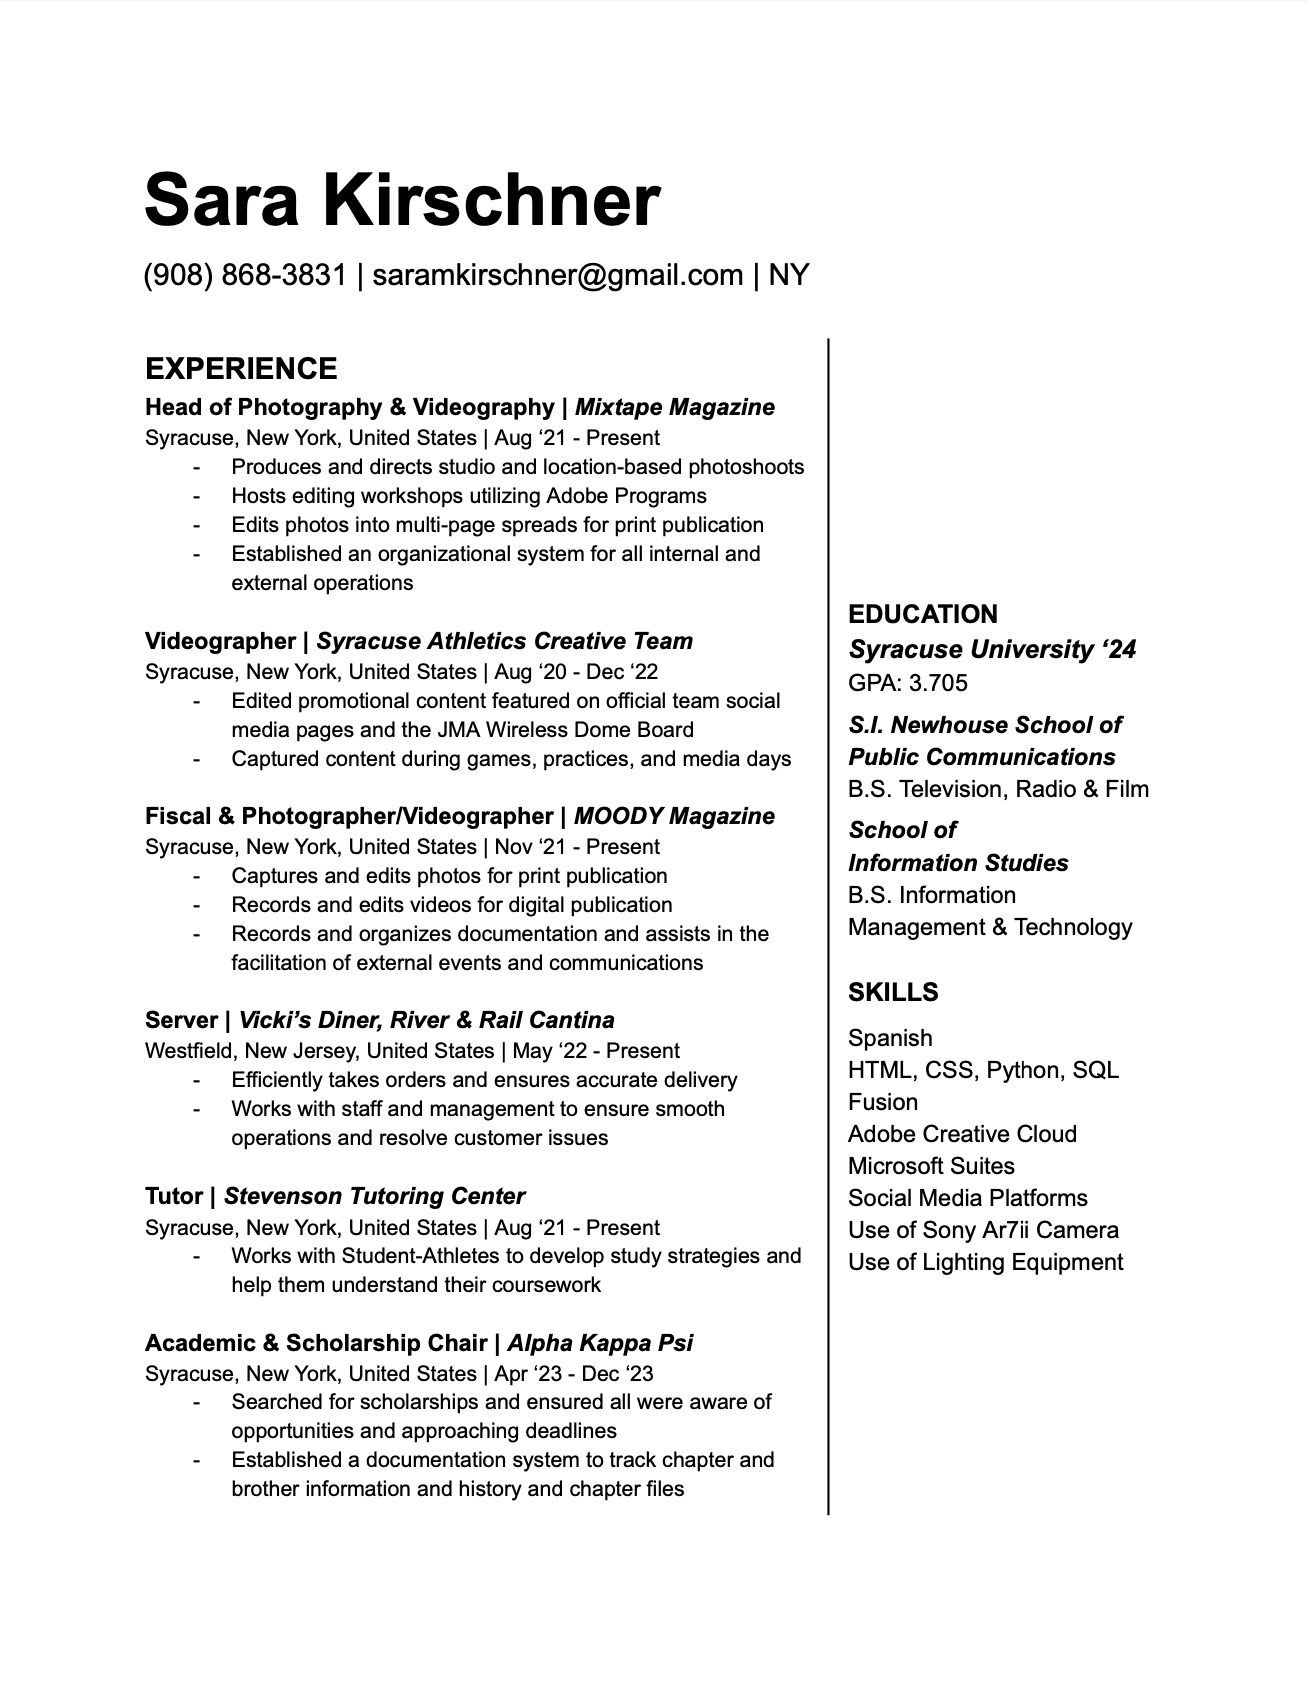 Sara Kirschner
(908) 868-3831 | saramkirschner@gmail.com | NY
EXPERIENCE
Head of Photography & Videography | Mixtape Magazine
Syracuse, New York, United States | Aug ‘21 - Present
- Produces and directs studio and location-based photoshoots
- Hosts editing workshops utilizing Adobe Programs
- Edits photos into multi-page spreads for print publication
- Established an organizational system for all internal and
external operations
Videographer | Syracuse Athletics Creative Team
Syracuse, New York, United States | Aug ‘20 - Dec ‘22
- Edited promotional content featured on official team social
media pages and the JMA Wireless Dome Board
- Captured content during games, practices, and media days
Fiscal & Photographer/Videographer | MOODY Magazine
Syracuse, New York, United States | Nov ‘21 - Present
- Captures and edits photos for print publication
- Records and edits videos for digital publication
- Records and organizes documentation and assists in the
facilitation of external events and communications
Server | Vicki’s Diner, River & Rail Cantina
Westfield, New Jersey, United States | May ‘22 - Present
- Efficiently takes orders and ensures accurate delivery
- Works with staff and management to ensure smooth
operations and resolve customer issues
Tutor | Stevenson Tutoring Center
Syracuse, New York, United States | Aug ‘21 - Present
- Works with Student-Athletes to develop study strategies and
help them understand their coursework
Academic & Scholarship Chair | Alpha Kappa Psi
Syracuse, New York, United States | Apr ‘23 - Dec ‘23
- Searched for scholarships and ensured all were aware of
opportunities and approaching deadlines
- Established a documentation system to track chapter and
brother information and history and chapter files
EDUCATION
Syracuse University ‘24
GPA: 3.705
S.I. Newhouse School of
Public Communications
B.S. Television, Radio & Film
School of
Information Studies
B.S. Information
Management & Technology
SKILLS
Spanish
HTML, CSS, Python, SQL
Fusion
Adobe Creative Cloud
Microsoft Suites
Social Media Platforms
Use of Sony Ar7ii Camera
Use of Lighting Equipment